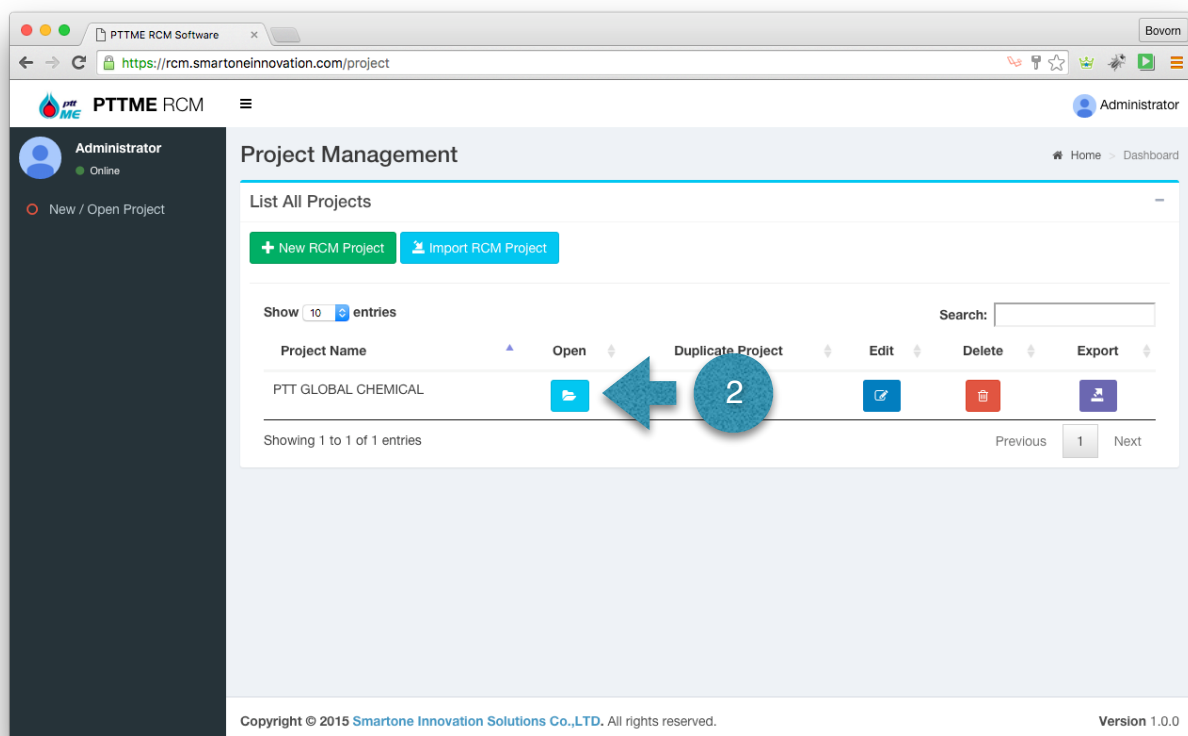 PTTME RCM Software
Bovorn
https://rcm.smartoneinnovation.com/project
ptt ME PTTME RCM
Administrator
Administrator
Online
New / Open Project
Project Management
Home > Dashboard
List All Projects
New RCM Project
Import RCM Project
Show 10 entries
Search:
Project Name Open Duplicate Project Edit Delete Export
PTT GLOBAL CHEMICAL
2
Showing 1 to 1 of 1 entries
Previous 1 Next
Copyright © 2015 Smartone Innovation Solutions Co.,LTD. All rights reserved.
Version 1.0.0